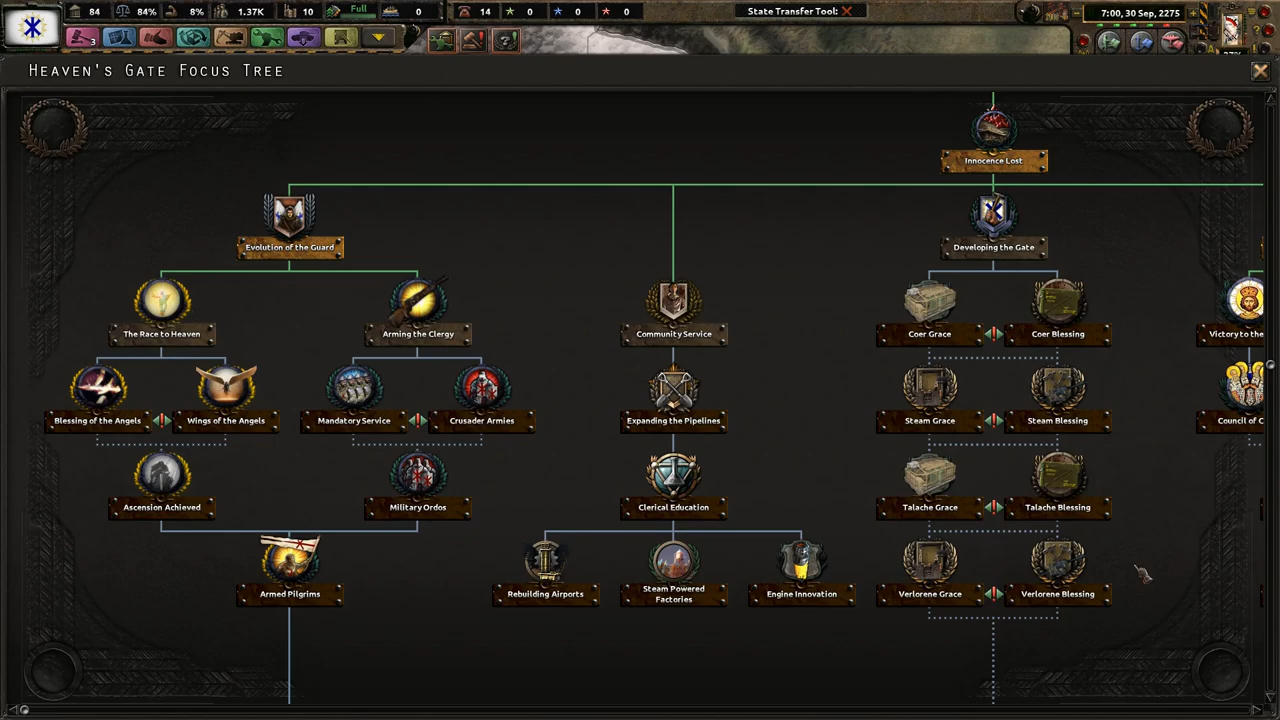 84
84%
8%
1.37K
10
Full
0
14
0
0
0
State Transfer Tool:
7:00, 30 Sep, 2275
3
Heaven's Gate Focus Tree
Innocence Lost
Evolution of the Guard
Developing the Gate
The Race to Heaven
Arming the Clergy
Community Service
Coer Grace
Coer Blessing
Victory to the
Blessing of the Angels
Wings of the Angels
Mandatory Service
Crusader Armies
Expanding the Pipelines
Steam Grace
Steam Blessing
Council of C
Ascension Achieved
Military Ordos
Clerical Education
Talache Grace
Talache Blessing
Armed Pilgrims
Rebuilding Airports
Steam Powered
Factories
Engine Innovation
Verlorene Grace
Verlorene Blessing